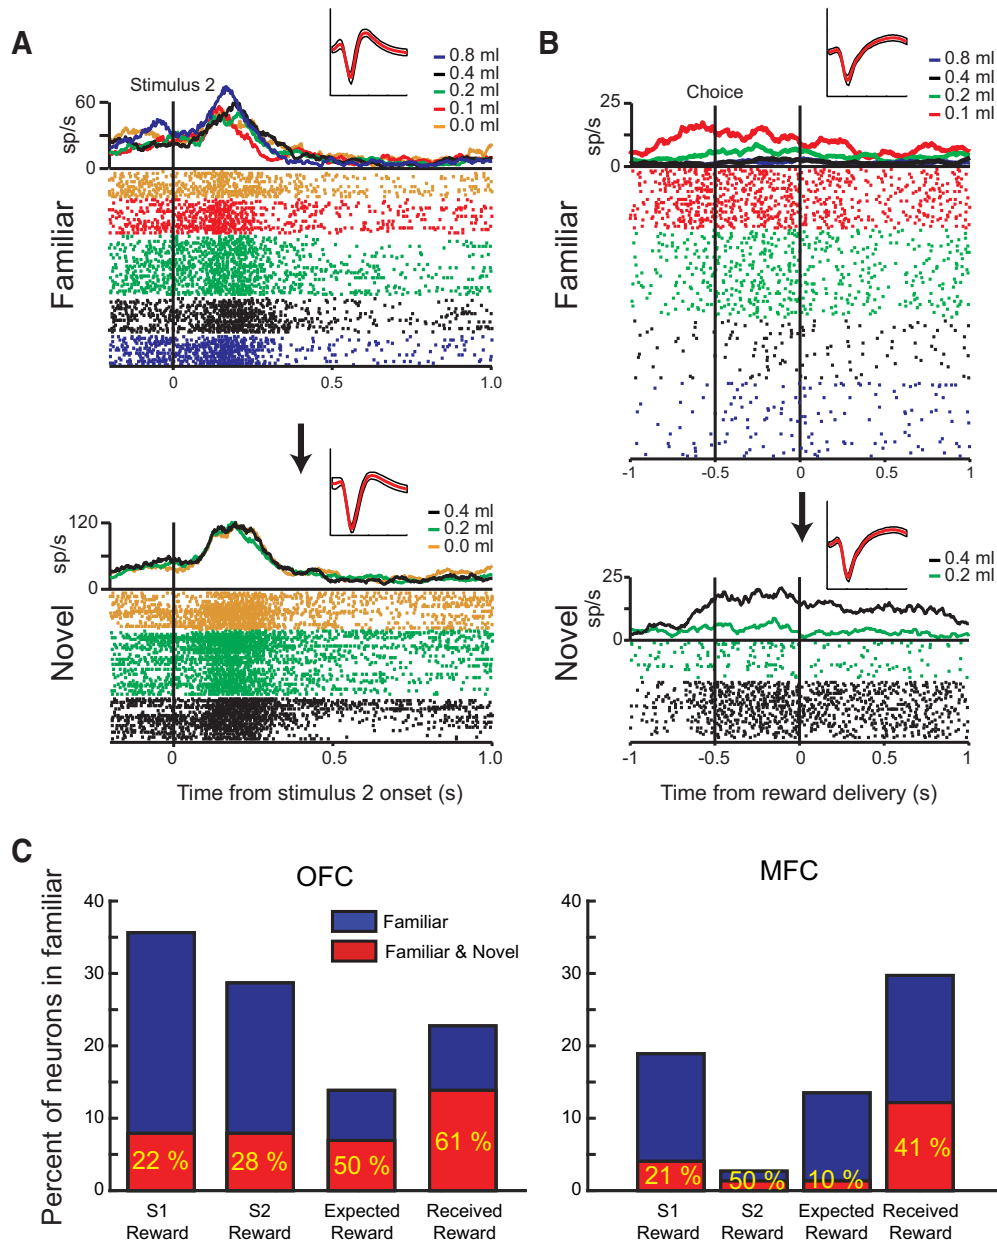 A
0.8 ml
0.4 ml
0.2 ml
0.1 ml
0.0 ml
Stimulus 2
60
sp/s
0
Familiar
0
0.5
1.0
0.4 ml
0.2 ml
0.0 ml
120
sp/s
0
Novel
0
0.5
1.0
Time from stimulus 2 onset (s)
B
0.8 ml
0.4 ml
0.2 ml
0.1 ml
Choice
25
sp/s
0
Familiar
-1
-0.5
0
0.5
1
0.4 ml
0.2 ml
25
sp/s
0
Novel
-1
-0.5
0
0.5
1
Time from reward delivery (s)
C
OFC
Percent of neurons in familiar
40
30
20
10
0
Familiar
Familiar & Novel
22 %
28 %
50 %
61 %
S1
Reward
S2
Reward
Expected
Reward
Received
Reward
MFC
40
30
20
10
0
21 %
50 %
10 %
41 %
S1
Reward
S2
Reward
Expected
Reward
Received
Reward